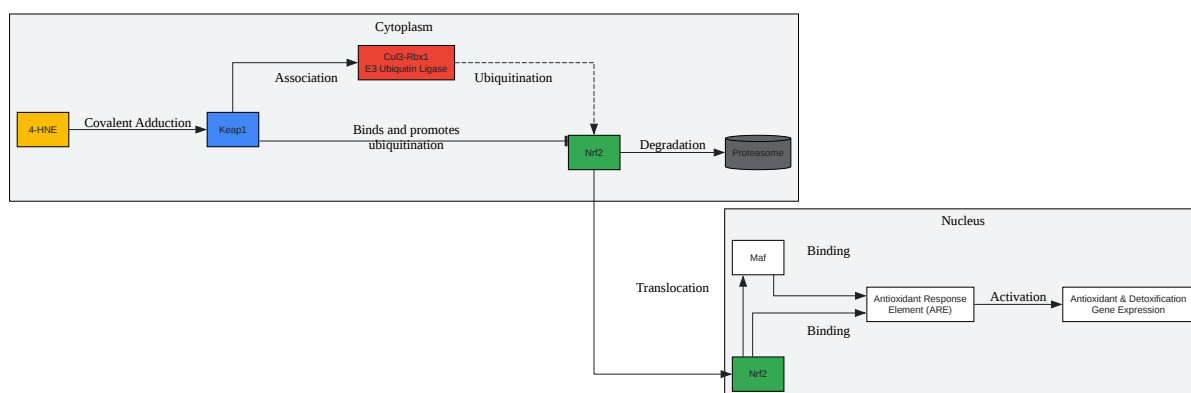 Cytoplasm
Cul3-Rbx1
E3 Ubiquitin Ligase
Association
Ubiquitination
4-HNE
Covalent Adduction
Keap1
Binds and promotes
ubiquitination
Nrf2
Degradation
Proteasome
Nucleus
Maf
Binding
Translocation
Antioxidant Response
Element (ARE)
Activation
Antioxidant & Detoxification
Gene Expression
Binding
Nrf2